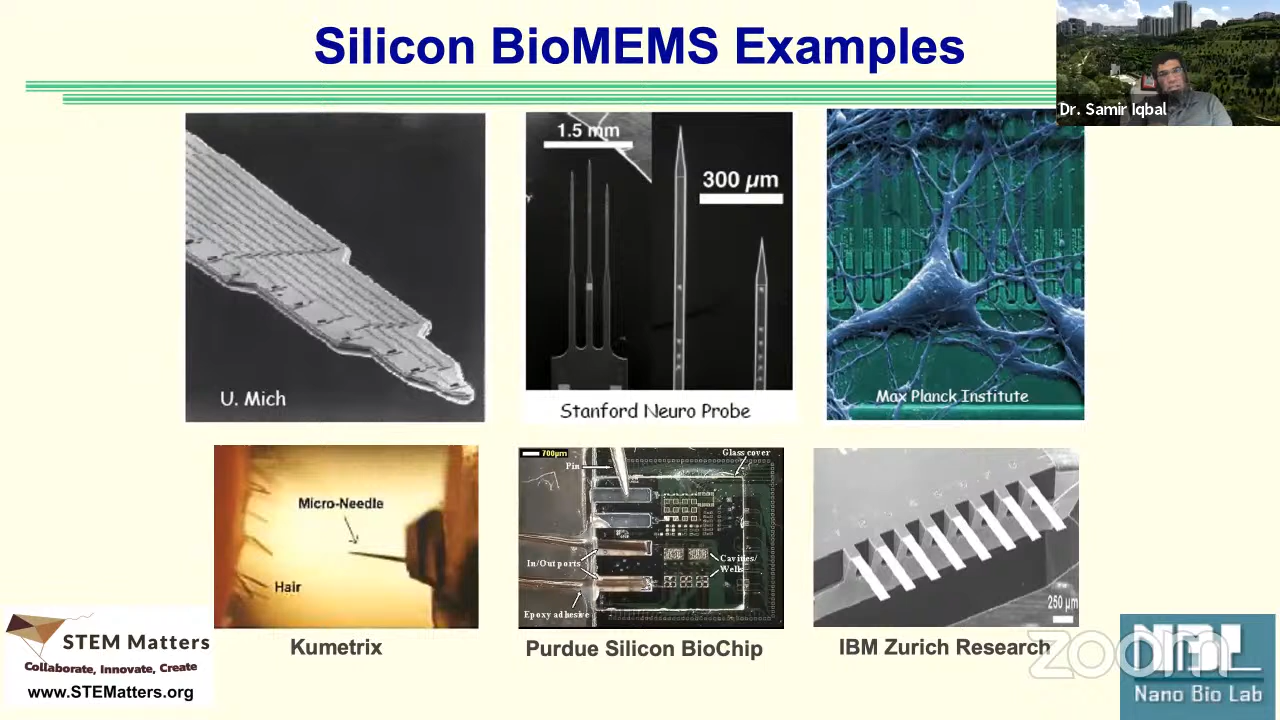 Silicon BioMEMS Examples
Dr. Samir Iqbal
1.5 mm
300 µm
U. Mich
Stanford Neuro Probe
Max Planck Institute
Micro-Needle
Hair
Kumetrix
700µm
Pin
Glass cover
In/Out ports
Cavities/
Wells
Epoxy adhesive
Purdue Silicon BioChip
250 µm
IBM Zurich Research
zoom
STEM Matters
Collaborate, Innovate, Create
www.STEMatters.org
NBL
Nano Bio Lab